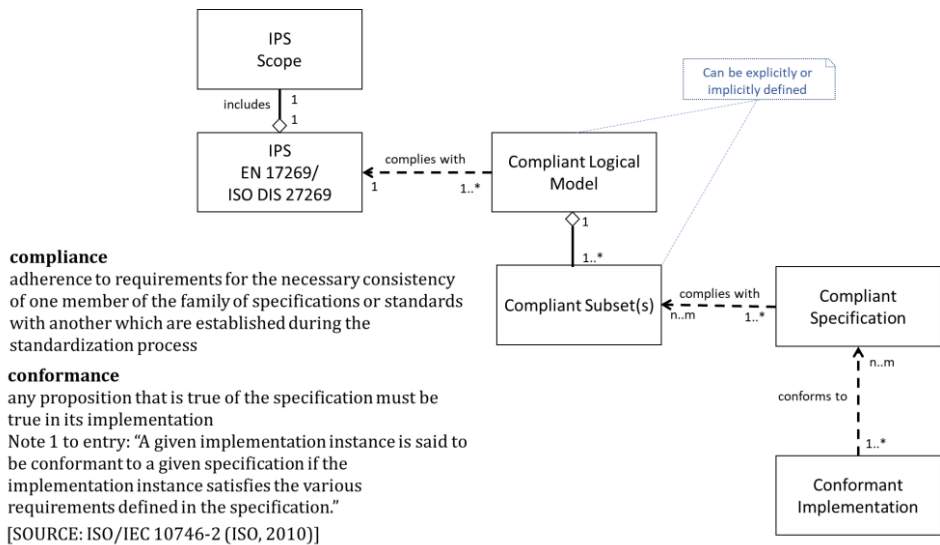 IPS
Scope
includes
1
1
IPS
EN 17269/
ISO DIS 27269
complies with
1
1..*
Compliant Logical
Model
Can be explicitly or
implicitly defined
1
1..*
Compliant Subset(s)
complies with
n..m
1..*
Compliant
Specification
n..m
conforms to
1..*
Conformant
Implementation
compliance
adherence to requirements for the necessary consistency
of one member of the family of specifications or standards
with another which are established during the
standardization process
conformance
any proposition that is true of the specification must be
true in its implementation
Note 1 to entry: “A given implementation instance is said to
be conformant to a given specification if the
implementation instance satisfies the various
requirements defined in the specification.”
[SOURCE: ISO/IEC 10746-2 (ISO, 2010)]